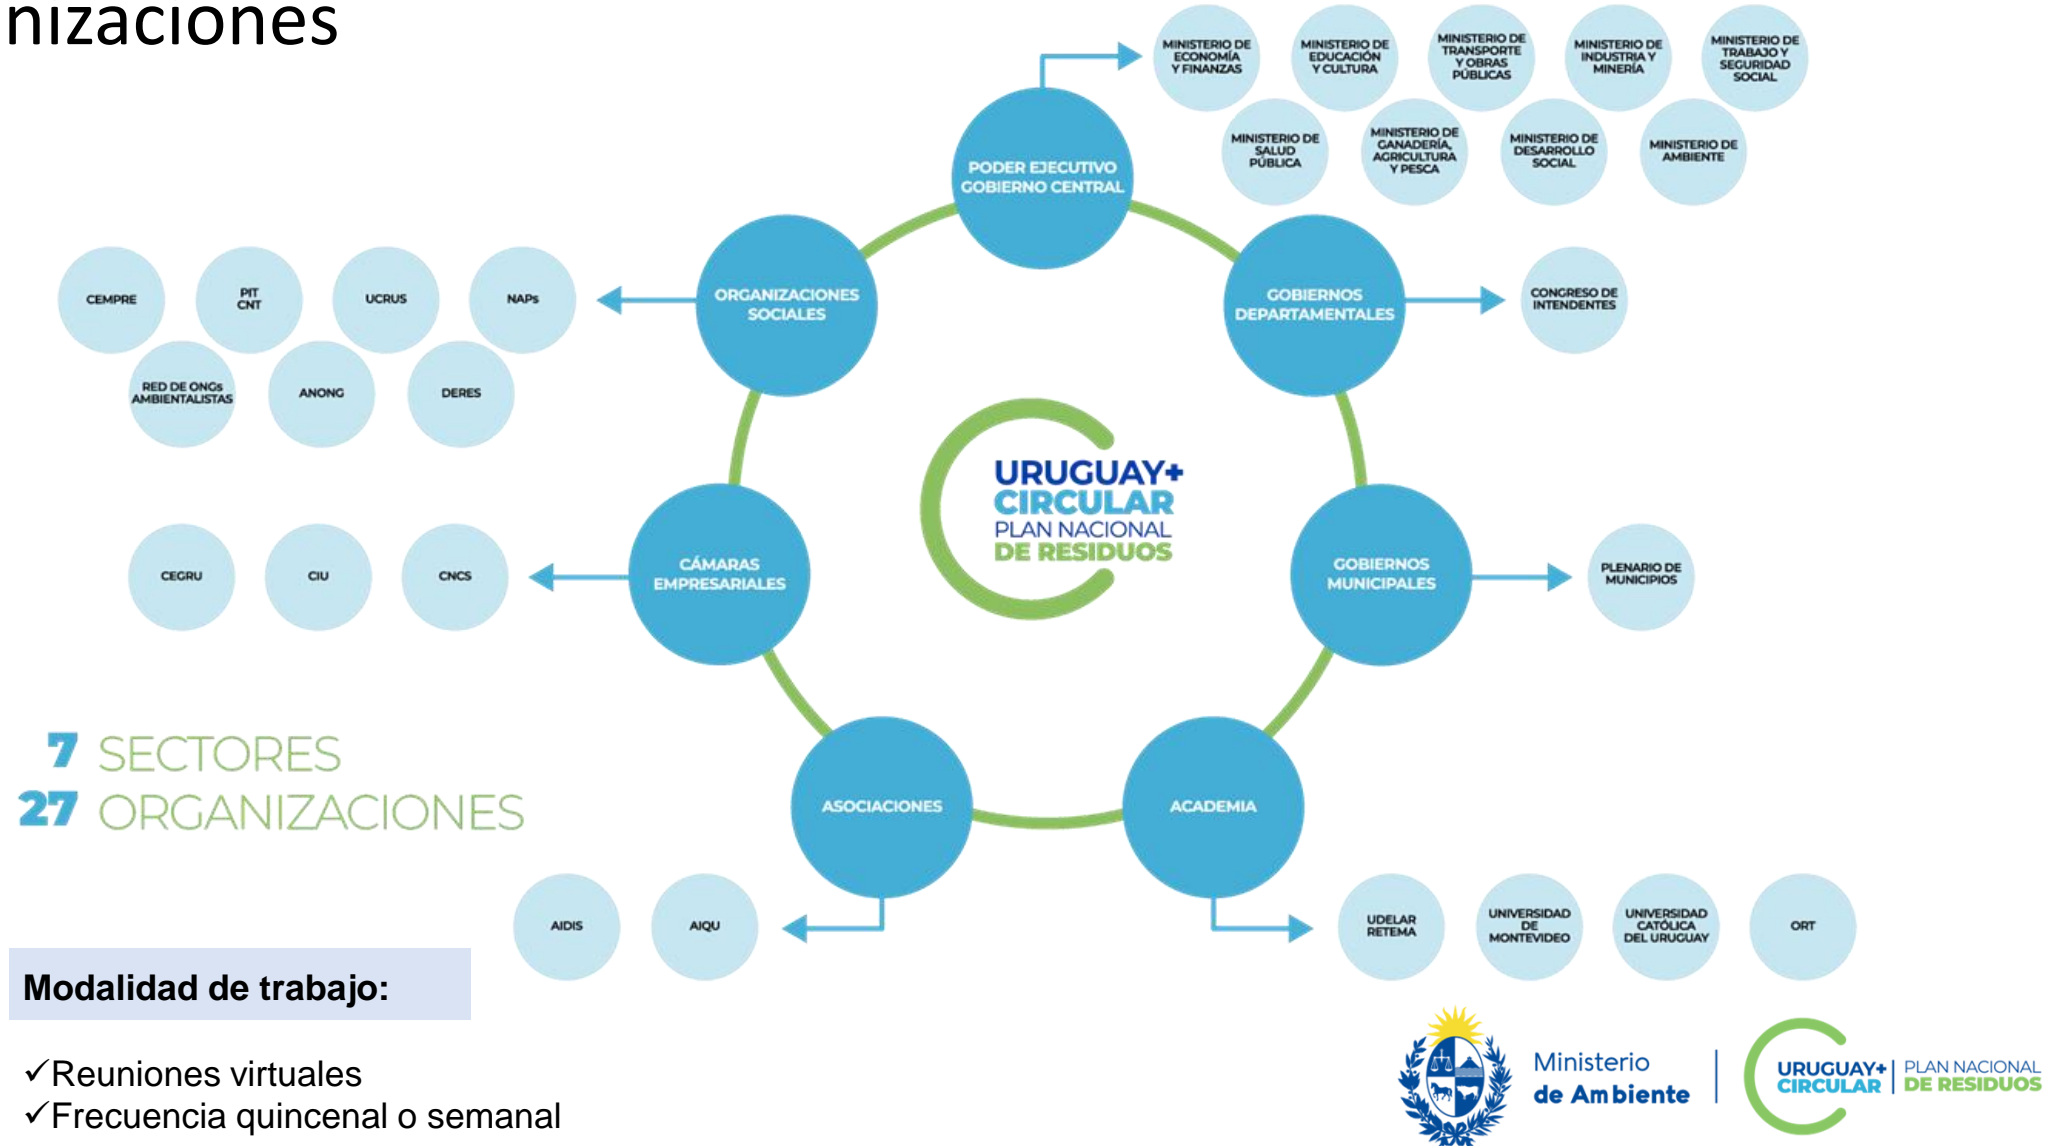 nizaciones
MINISTERIO DE
ECONOMÍA
Y FINANZAS
MINISTERIO DE
EDUCACIÓN
Y CULTURA
MINISTERIO DE
TRANSPORTE
Y OBRAS
PÚBLICAS
MINISTERIO DE
INDUSTRIA Y
MINERÍA
MINISTERIO DE
TRABAJO Y
SEGURIDAD
SOCIAL
MINISTERIO DE
SALUD
PÚBLICA
MINISTERIO DE
GANADERÍA,
AGRICULTURA
Y PESCA
MINISTERIO DE
DESARROLLO
SOCIAL
MINISTERIO DE
AMBIENTE
PODER EJECUTIVO
GOBIERNO CENTRAL
CEMPRE
PIT
CNT
UCRUS
NAPs
ORGANIZACIONES
SOCIALES
GOBIERNOS
DEPARTAMENTALES
CONGRESO DE
INTENDENTES
RED DE ONGs
AMBIENTALISTAS
ANONG
DERES
URUGUAY+
CIRCULAR
PLAN NACIONAL
DE RESIDUOS
CEGRU
CIU
CNCS
CÁMARAS
EMPRESARIALES
GOBIERNOS
MUNICIPALES
PLENARIO DE
MUNICIPIOS
7 SECTORES
27 ORGANIZACIONES
ASOCIACIONES
ACADEMIA
AIDIS
AIQU
UDELAR
RETEMA
UNIVERSIDAD
DE
MONTEVIDEO
UNIVERSIDAD
CATÓLICA
DEL URUGUAY
ORT
Modalidad de trabajo:
✓Reuniones virtuales
✓Frecuencia quincenal o semanal
Ministerio
de Ambiente
URUGUAY+
CIRCULAR
PLAN NACIONAL
DE RESIDUOS